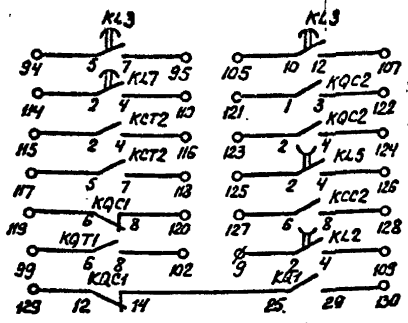 KL3 KL3
94 5 7 95 105 10 12 107
KL7 KQC2
114 2 4 113 121 1 3 122
KCT2 KQC2
115 2 4 116 123 2 4 124
KCT2 KL5
117 5 7 118 125 2 4 126
KQC1 KCC2
119 6 8 120 127 6 8 128
KQT1 KL2
99 6 8 102 9 2 4 109
KQC1 KQ1
129 12 14 25 29 130